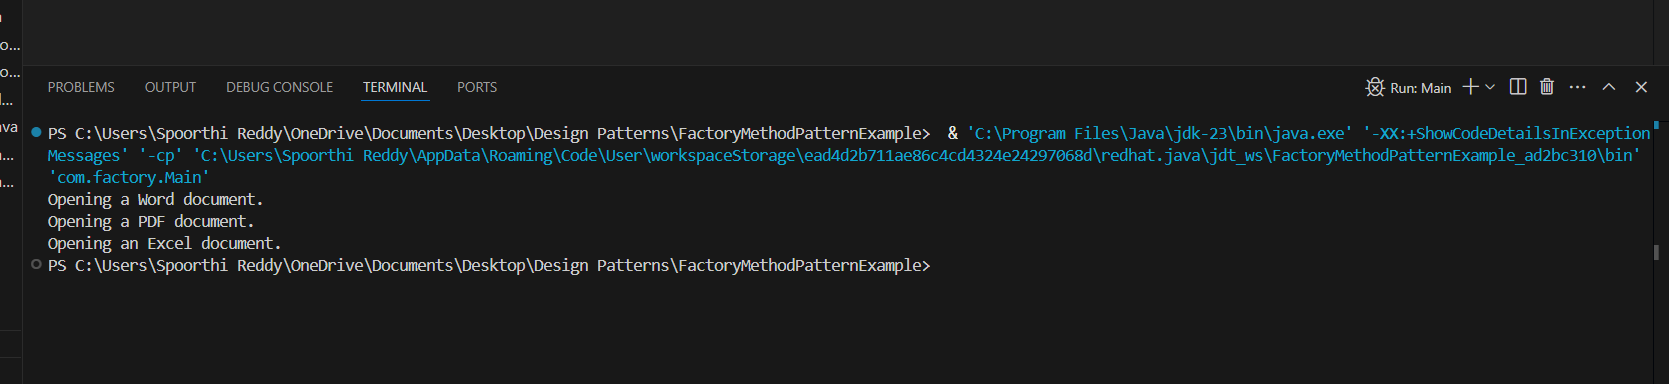 PROBLEMS OUTPUT DEBUG CONSOLE TERMINAL PORTS Run: Main
PS C:\Users\Spoorthi Reddy\OneDrive\Documents\Desktop\Design Patterns\FactoryMethodPatternExample> & 'C:\Program Files\Java\jdk-23\bin\java.exe' '-XX:+ShowCodeDetailsInException
Messages' '-cp' 'C:\Users\Spoorthi Reddy\AppData\Roaming\Code\User\workspaceStorage\ead4d2b711ae86c4cd4324e24297068d\redhat.java\jdt_ws\FactoryMethodPatternExample_ad2bc310\bin'
'com.factory.Main'
Opening a Word document.
Opening a PDF document.
Opening an Excel document.
PS C:\Users\Spoorthi Reddy\OneDrive\Documents\Desktop\Design Patterns\FactoryMethodPatternExample>